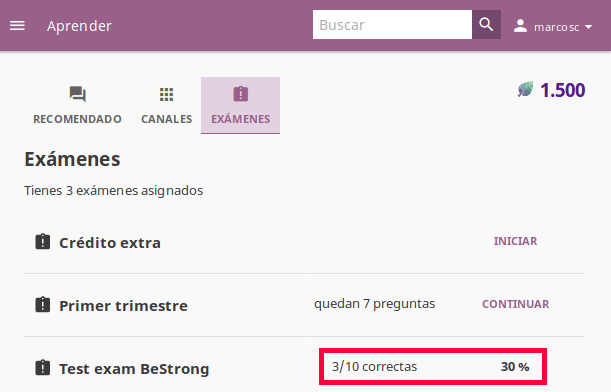 Aprender
Buscar
marcosc
RECOMENDADO
CANALES
EXÁMENES
1.500
Exámenes
Tienes 3 exámenes asignados
Crédito extra
INICIAR
Primer trimestre
quedan 7 preguntas
CONTINUAR
Test exam BeStrong
3/10 correctas
30 %